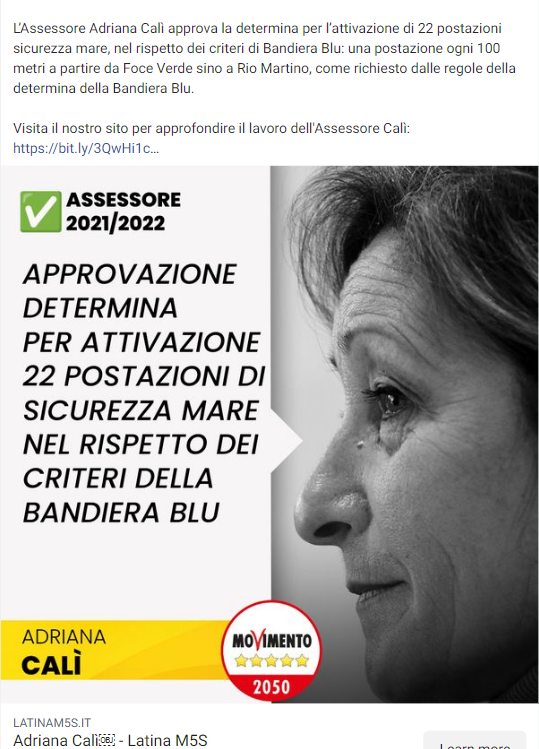 L'Assessore Adriana Calì approva la determina per l'attivazione di 22 postazioni
sicurezza mare, nel rispetto dei criteri di Bandiera Blu: una postazione ogni 100
metri a partire da Foce Verde sino a Rio Martino, come richiesto dalle regole della
determina della Bandiera Blu.
Visita il nostro sito per approfondire il lavoro dell'Assessore Calì:
https://bit.ly/3QwHi1c...
ASSESSORE
2021/2022
APPROVAZIONE
DETERMINA
PER ATTIVAZIONE
22 POSTAZIONI DI
SICUREZZA MARE
NEL RISPETTO DEI
CRITERI DELLA
BANDIERA BLU
ADRIANA
CALÌ
MOVIMENTO
2050
LATINAM5S.IT
Adriana Calì - Latina M5S
Learn more